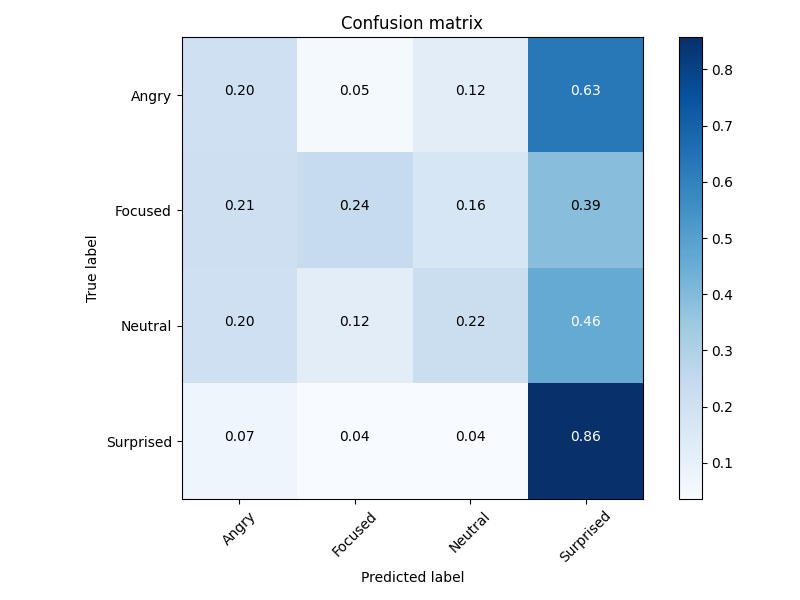 Confusion matrix
Angry 0.20 0.05 0.12 0.63
Focused 0.21 0.24 0.16 0.39
Neutral 0.20 0.12 0.22 0.46
Surprised 0.07 0.04 0.04 0.86
Angry Focused Neutral Surprised
Predicted label
True label
0.8
0.7
0.6
0.5
0.4
0.3
0.2
0.1